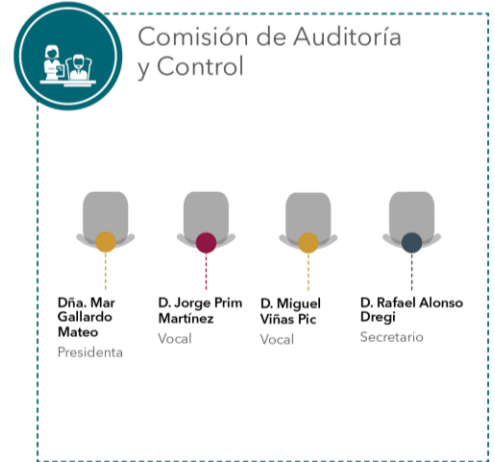 Comisión de Auditoría
y Control
Dña. Mar
Gallardo
Mateo
Presidenta
D. Jorge Prim
Martínez
Vocal
D. Miguel
Viñas Pic
Vocal
D. Rafael Alonso
Dregi
Secretario